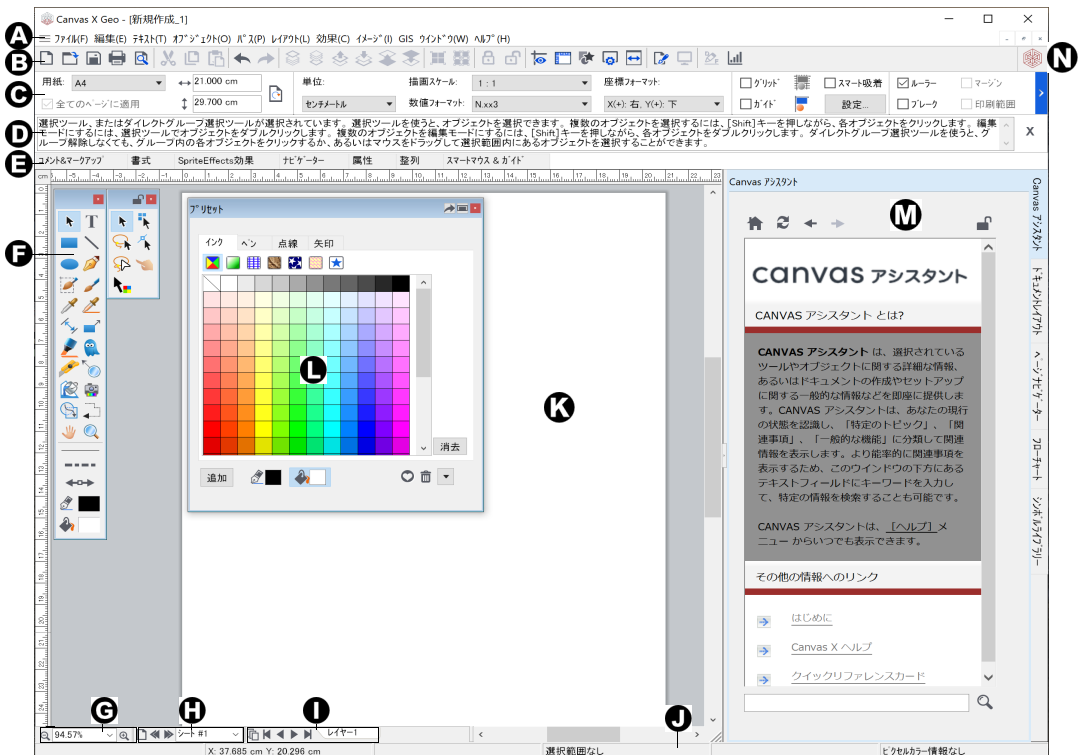 Canvas X Geo - [新規作成_1]
A
ファイル(F) 編集(E) テキスト(T) オブジェクト(O) パス(P) レイアウト(L) 効果(C) イメージ(I) GIS ウインドウ(W) ヘルプ(H)
B
N
C
用紙: A4 21.000 cm 単位: 描画スケール: 1 : 1 座標フォーマット: グリッド スマート吸着 ルーラー マージン
全てのページに適用 29.700 cm センチメートル 数値フォーマット: N.xx3 X(+): 右, Y(+): 下 ガイド 設定... ブレーク 印刷範囲
D
選択ツール、またはダイレクトグループ選択ツールが選択されています。選択ツールを使うと、オブジェクトを選択できます。複数のオブジェクトを選択するには、[Shift]キーを押しながら、各オブジェクトをクリックします。編集
モードにするには、選択ツールでオブジェクトをダブルクリックします。複数のオブジェクトを編集モードにするには、[Shift]キーを押しながら、各オブジェクトをダブルクリックします。ダイレクトグループ選択ツールを使うと、グ
ループ解除しなくても、グループ内の各オブジェクトをクリックするか、あるいはマウスをドラッグして選択範囲内にあるオブジェクトを選択することができます。
X
E
コメント&マークアップ 書式 SpriteEffects効果 ナビゲーター 属性 整列 スマートマウス & ガイド
cm
F
T
プリセット
インク ペン 点線 矢印
L
消去
追加
K
Canvas アシスタント
M
canvas アシスタント
CANVAS アシスタント とは?
CANVAS アシスタント は、選択されている
ツールやオブジェクトに関する詳細な情報、
あるいはドキュメントの作成やセットアップ
に関する一般的な情報などを即座に提供しま
す。CANVAS アシスタントは、あなたの現行
の状態を認識し、「特定のトピック」、「関
連事項」、「一般的な機能」に分類して関連
情報を表示します。より能率的に関連事項を
表示するため、このウインドウの下方にある
テキストフィールドにキーワードを入力し
て、特定の情報を検索することも可能です。
CANVAS アシスタントは、[ヘルプ]メ
ニュー からいつでも表示できます。
その他の情報へのリンク
はじめに
Canvas X ヘルプ
クイックリファレンスカード
Canvas アシスタント
ドキュメントレイアウト
ページナビゲーター
フローチャート
シンボルライブラリー
G
H
I
J
94.57% シート #1 レイヤー1
X: 37.685 cm Y: 20.296 cm 選択範囲なし ピクセルカラー情報なし